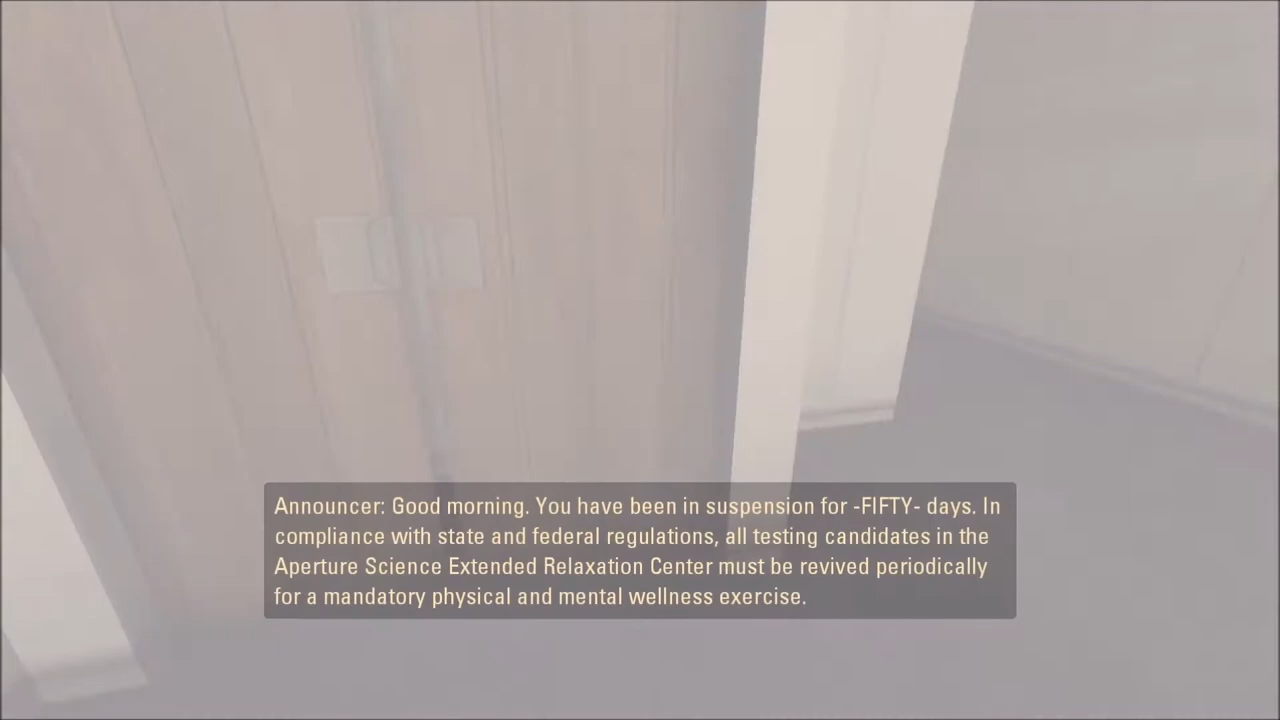 Announcer: Good morning. You have been in suspension for -FIFTY- days. In
compliance with state and federal regulations, all testing candidates in the
Aperture Science Extended Relaxation Center must be revived periodically
for a mandatory physical and mental wellness exercise.